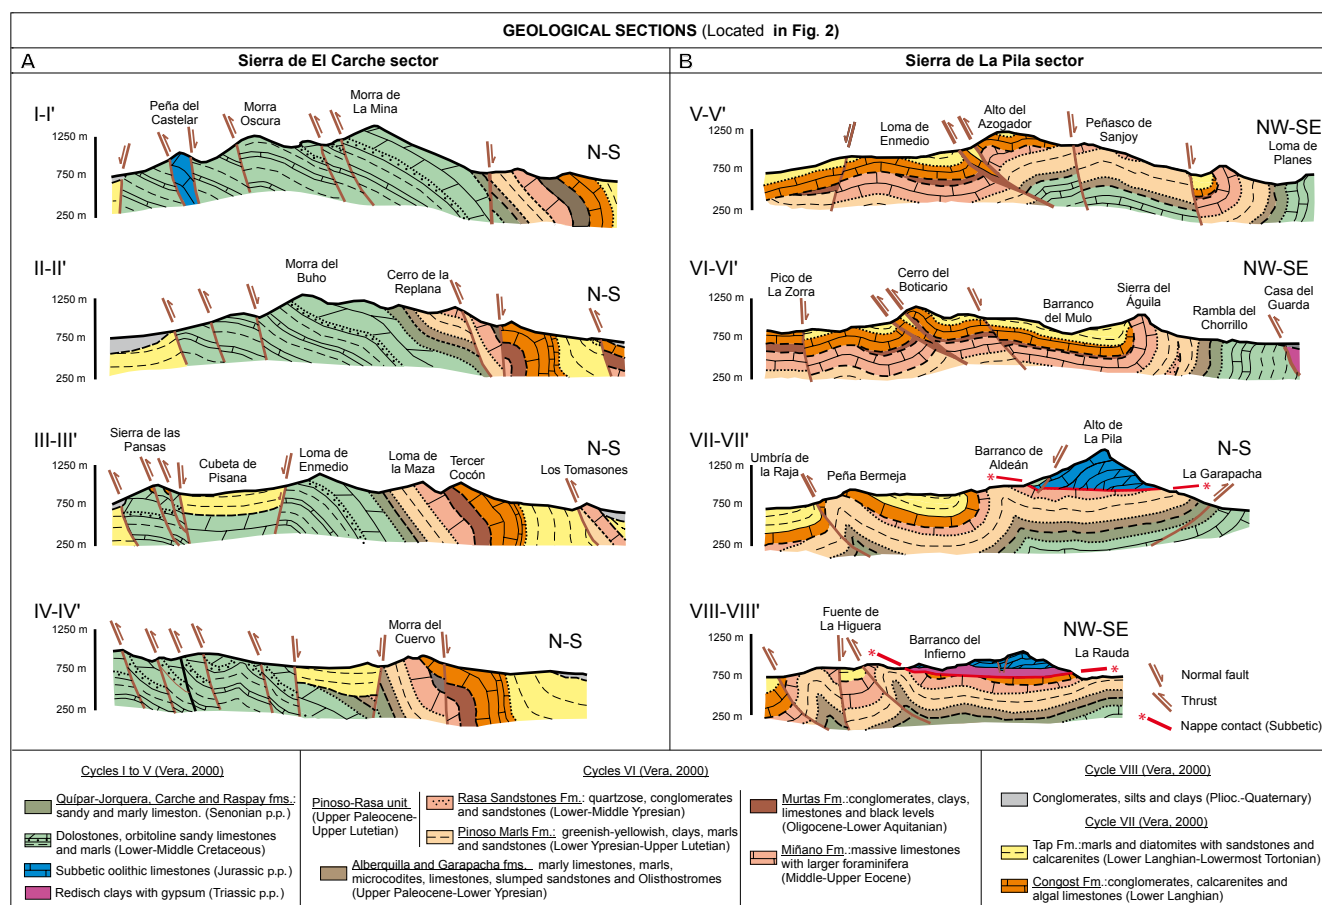 GEOLOGICAL SECTIONS (Located in Fig. 2)
A
Sierra de El Carche sector
B
Sierra de La Pila sector
I-I'
Peña del
Castelar
Morra
Oscura
Morra de
La Mina
N-S
1250 m
750 m
250 m
II-II'
Morra del
Buho
Cerro de la
Replana
N-S
1250 m
750 m
250 m
III-III'
Sierra de las
Pansas
Cubeta de
Pisana
Loma de
Enmedio
Loma de
la Maza
Tercer
Cocón
Los Tomasones
N-S
1250 m
750 m
250 m
IV-IV'
Morra del
Cuervo
N-S
1250 m
750 m
250 m
V-V'
Loma de
Enmedio
Alto del
Azogador
Peñasco de
Sanjoy
NW-SE
Loma de
Planes
1250 m
750 m
250 m
VI-VI'
Pico de
La Zorra
Cerro del
Boticario
Barranco
del Mulo
Sierra del
Águila
Rambla del
Chorrillo
NW-SE
Casa del
Guarda
1250 m
750 m
250 m
VII-VII'
Umbría de
la Raja
Peña Bermeja
Barranco de
Aldeán
Alto de
La Pila
N-S
La Garapacha
* *
1250 m
750 m
250 m
VIII-VIII'
Fuente de
La Higuera
Barranco del
Infierno
NW-SE
La Rauda
* *
1250 m
750 m
250 m
Normal fault
Thrust
* Nappe contact (Subbetic)
Cycles I to V (Vera, 2000)
Quípar-Jorquera, Carche and Raspay fms.:
sandy and marly limeston. (Senonian p.p.)
Dolostones, orbitoline sandy limestones
and marls (Lower-Middle Cretaceous)
Subbetic oolithic limestones (Jurassic p.p.)
Redisch clays with gypsum (Triassic p.p.)
Cycles VI (Vera, 2000)
Pinoso-Rasa unit
(Upper Paleocene-
Upper Lutetian)
Rasa Sandstones Fm.: quartzose, conglomerates
and sandstones (Lower-Middle Ypresian)
Pinoso Marls Fm.: greenish-yellowish, clays, marls
and sandstones (Lower Ypresian-Upper Lutetian)
Alberquilla and Garapacha fms. marly limestones, marls,
microcodites, limestones, slumped sandstones and Olisthostromes
(Upper Paleocene-Lower Ypresian)
Murtas Fm.:conglomerates, clays,
limestones and black levels
(Oligocene-Lower Aquitanian)
Miñano Fm.:massive limestones
with larger foraminifera
(Middle-Upper Eocene)
Cycle VIII (Vera, 2000)
Conglomerates, silts and clays (Plioc.-Quaternary)
Cycle VII (Vera, 2000)
Tap Fm.:marls and diatomites with sandstones and
calcarenites (Lower Langhian-Lowermost Tortonian)
Congost Fm.:conglomerates, calcarenites and
algal limestones (Lower Langhian)